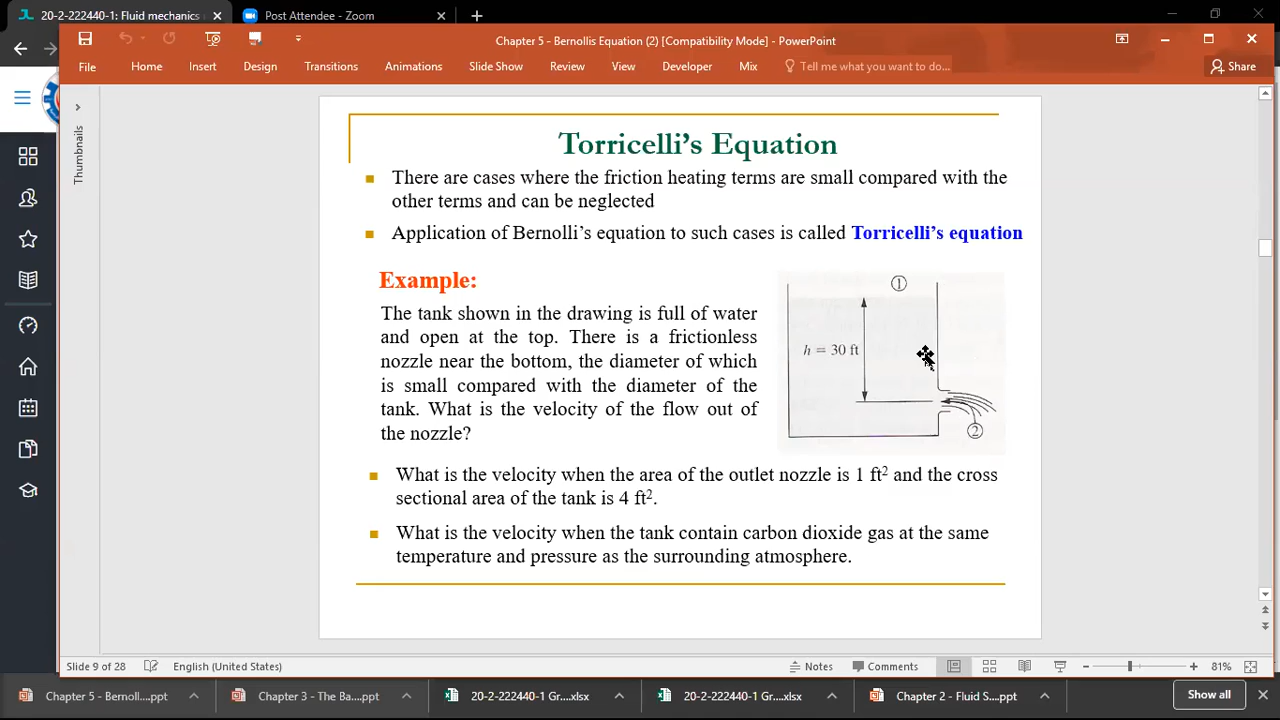 20-2-222440-1: Fluid mechanics
Post Attendee - Zoom
Chapter 5 - Bernollis Equation (2) [Compatibility Mode] - PowerPoint
File
Home
Insert
Design
Transitions
Animations
Slide Show
Review
View
Developer
Mix
Tell me what you want to do...
Share
Thumbnails
Torricelli's Equation
There are cases where the friction heating terms are small compared with the
other terms and can be neglected
Application of Bernolli's equation to such cases is called Torricelli's equation
Example:
The tank shown in the drawing is full of water
and open at the top. There is a frictionless
nozzle near the bottom, the diameter of which
is small compared with the diameter of the
tank. What is the velocity of the flow out of
the nozzle?
1
h = 30 ft
2
What is the velocity when the area of the outlet nozzle is 1 ft² and the cross
sectional area of the tank is 4 ft².
What is the velocity when the tank contain carbon dioxide gas at the same
temperature and pressure as the surrounding atmosphere.
Slide 9 of 28
English (United States)
Notes
Comments
81%
Chapter 5 - Bernoll....ppt
Chapter 3 - The Ba....ppt
20-2-222440-1 Gr....xlsx
20-2-222440-1 Gr....xlsx
Chapter 2 - Fluid S....ppt
Show all